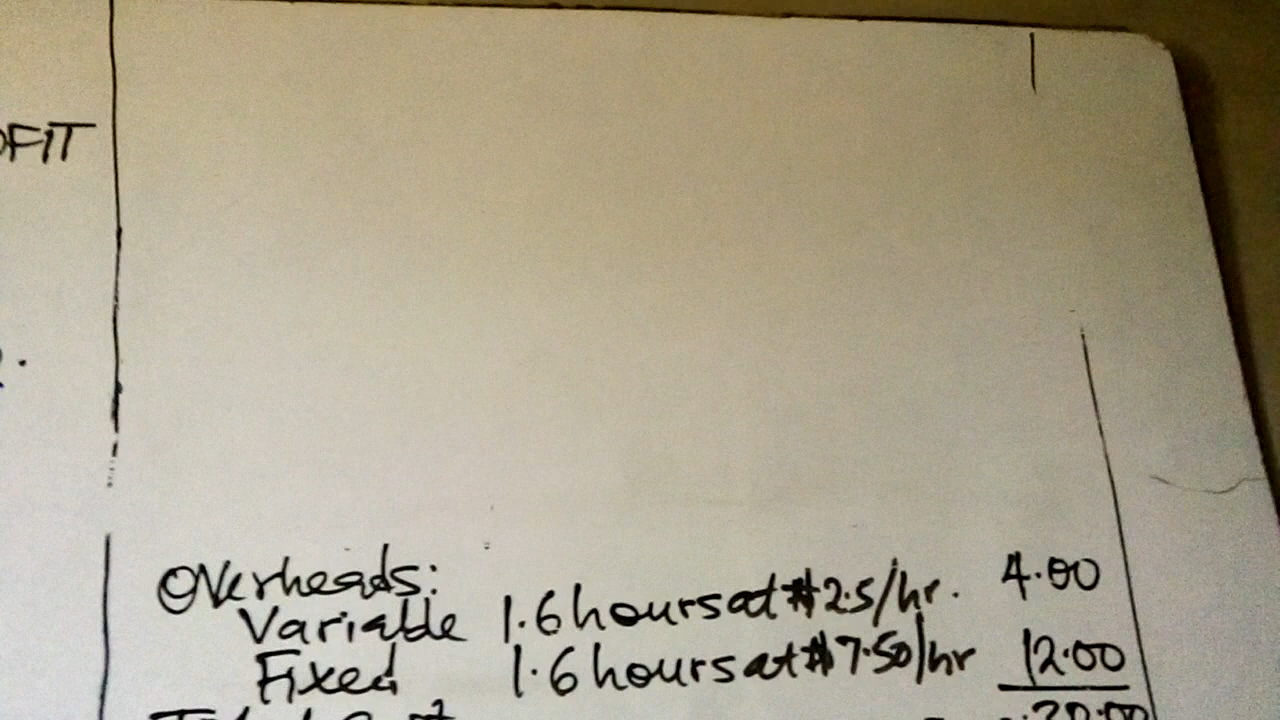 OFIT
Overheads:
Variable 1.6 hours at #2.5/hr. 4.00
Fixed 1.6 hours at #7.50/hr 12.00